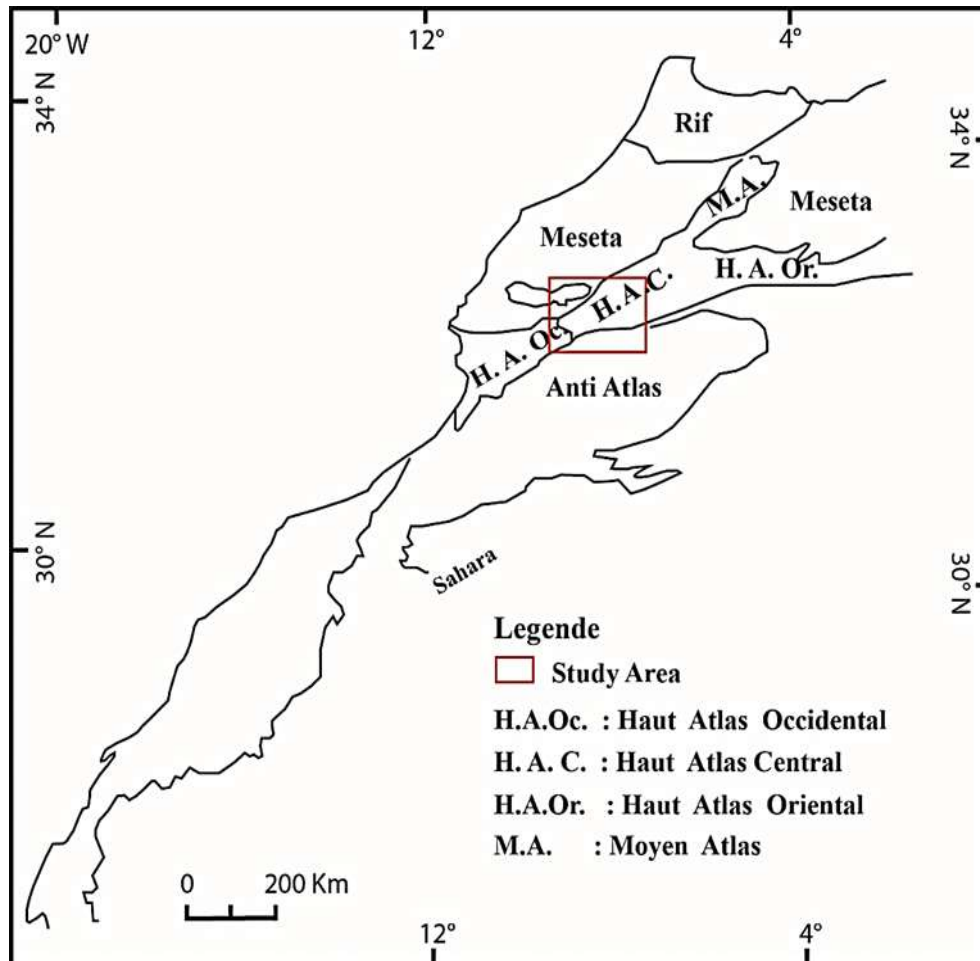 20° W
12°
4°
34° N
34° N
Rif
M.A.
Meseta
Meseta
H. A. Or.
H.A.C.
H. A. Oc.
Anti Atlas
30° N
30° N
Sahara
Legende
Study Area
H.A.Oc. : Haut Atlas Occidental
H. A. C. : Haut Atlas Central
H.A.Or. : Haut Atlas Oriental
M.A. : Moyen Atlas
0 200 Km
12°
4°